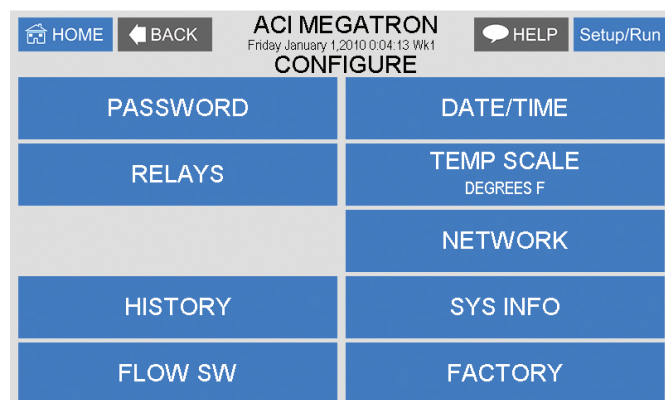 HOME
BACK
ACI MEGATRON
HELP
Setup/Run
Friday January 1,2010 0:04:13 Wk1
CONFIGURE
PASSWORD
DATE/TIME
RELAYS
TEMP SCALE
DEGREES F
NETWORK
HISTORY
SYS INFO
FLOW SW
FACTORY